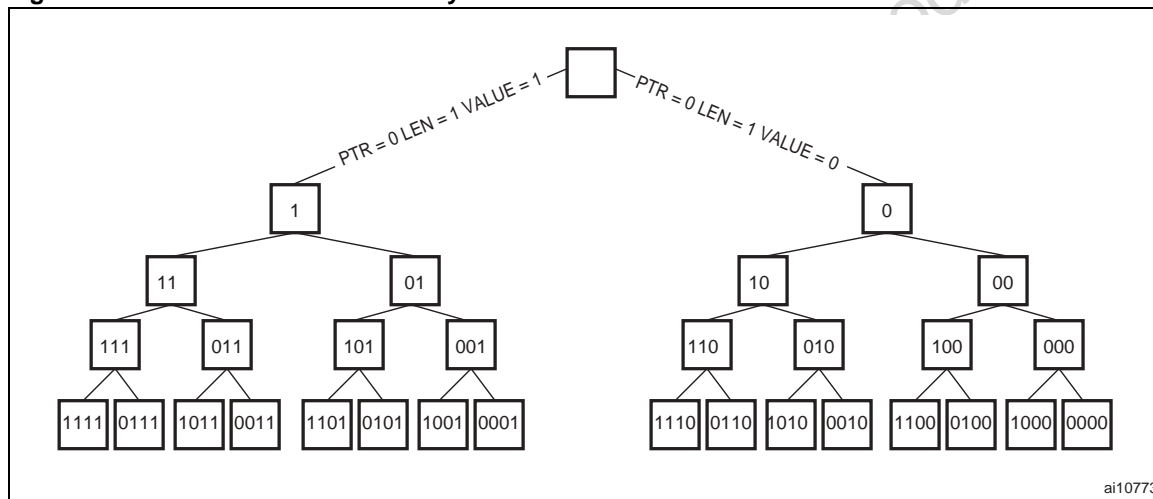 PTR = 0 LEN = 1 VALUE = 1
PTR = 0 LEN = 1 VALUE = 0
1 0
11 01 10 00
111 011 101 001 110 010 100 000
1111 0111 1011 0011 1101 0101 1001 0001 1110 0110 1010 0010 1100 0100 1000 0000
ai10773